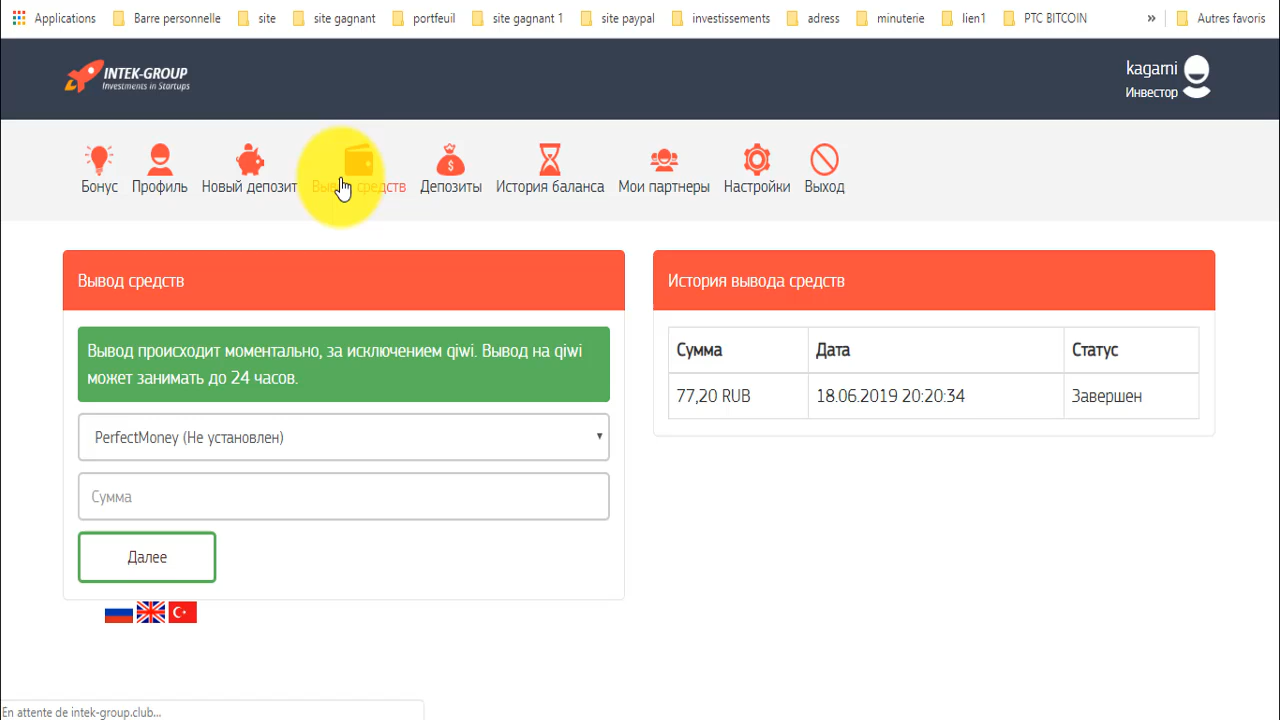 Applications Barre personnelle site site gagnant portfeuil site gagnant 1 site paypal investissements adress minuterie lien1 PTC BITCOIN » Autres favoris
INTEK-GROUP
Investments in Startups
kagami
Инвестор
Бонус Профиль Новый депозит Вывод средств Депозиты История баланса Мои партнеры Настройки Выход
Вывод средств
Вывод происходит моментально, за исключением qiwi. Вывод на qiwi
может занимать до 24 часов.
PerfectMoney (Не установлен)
Сумма
Далее
История вывода средств
Сумма Дата Статус
77,20 RUB 18.06.2019 20:20:34 Завершен
En attente de intek-group.club...